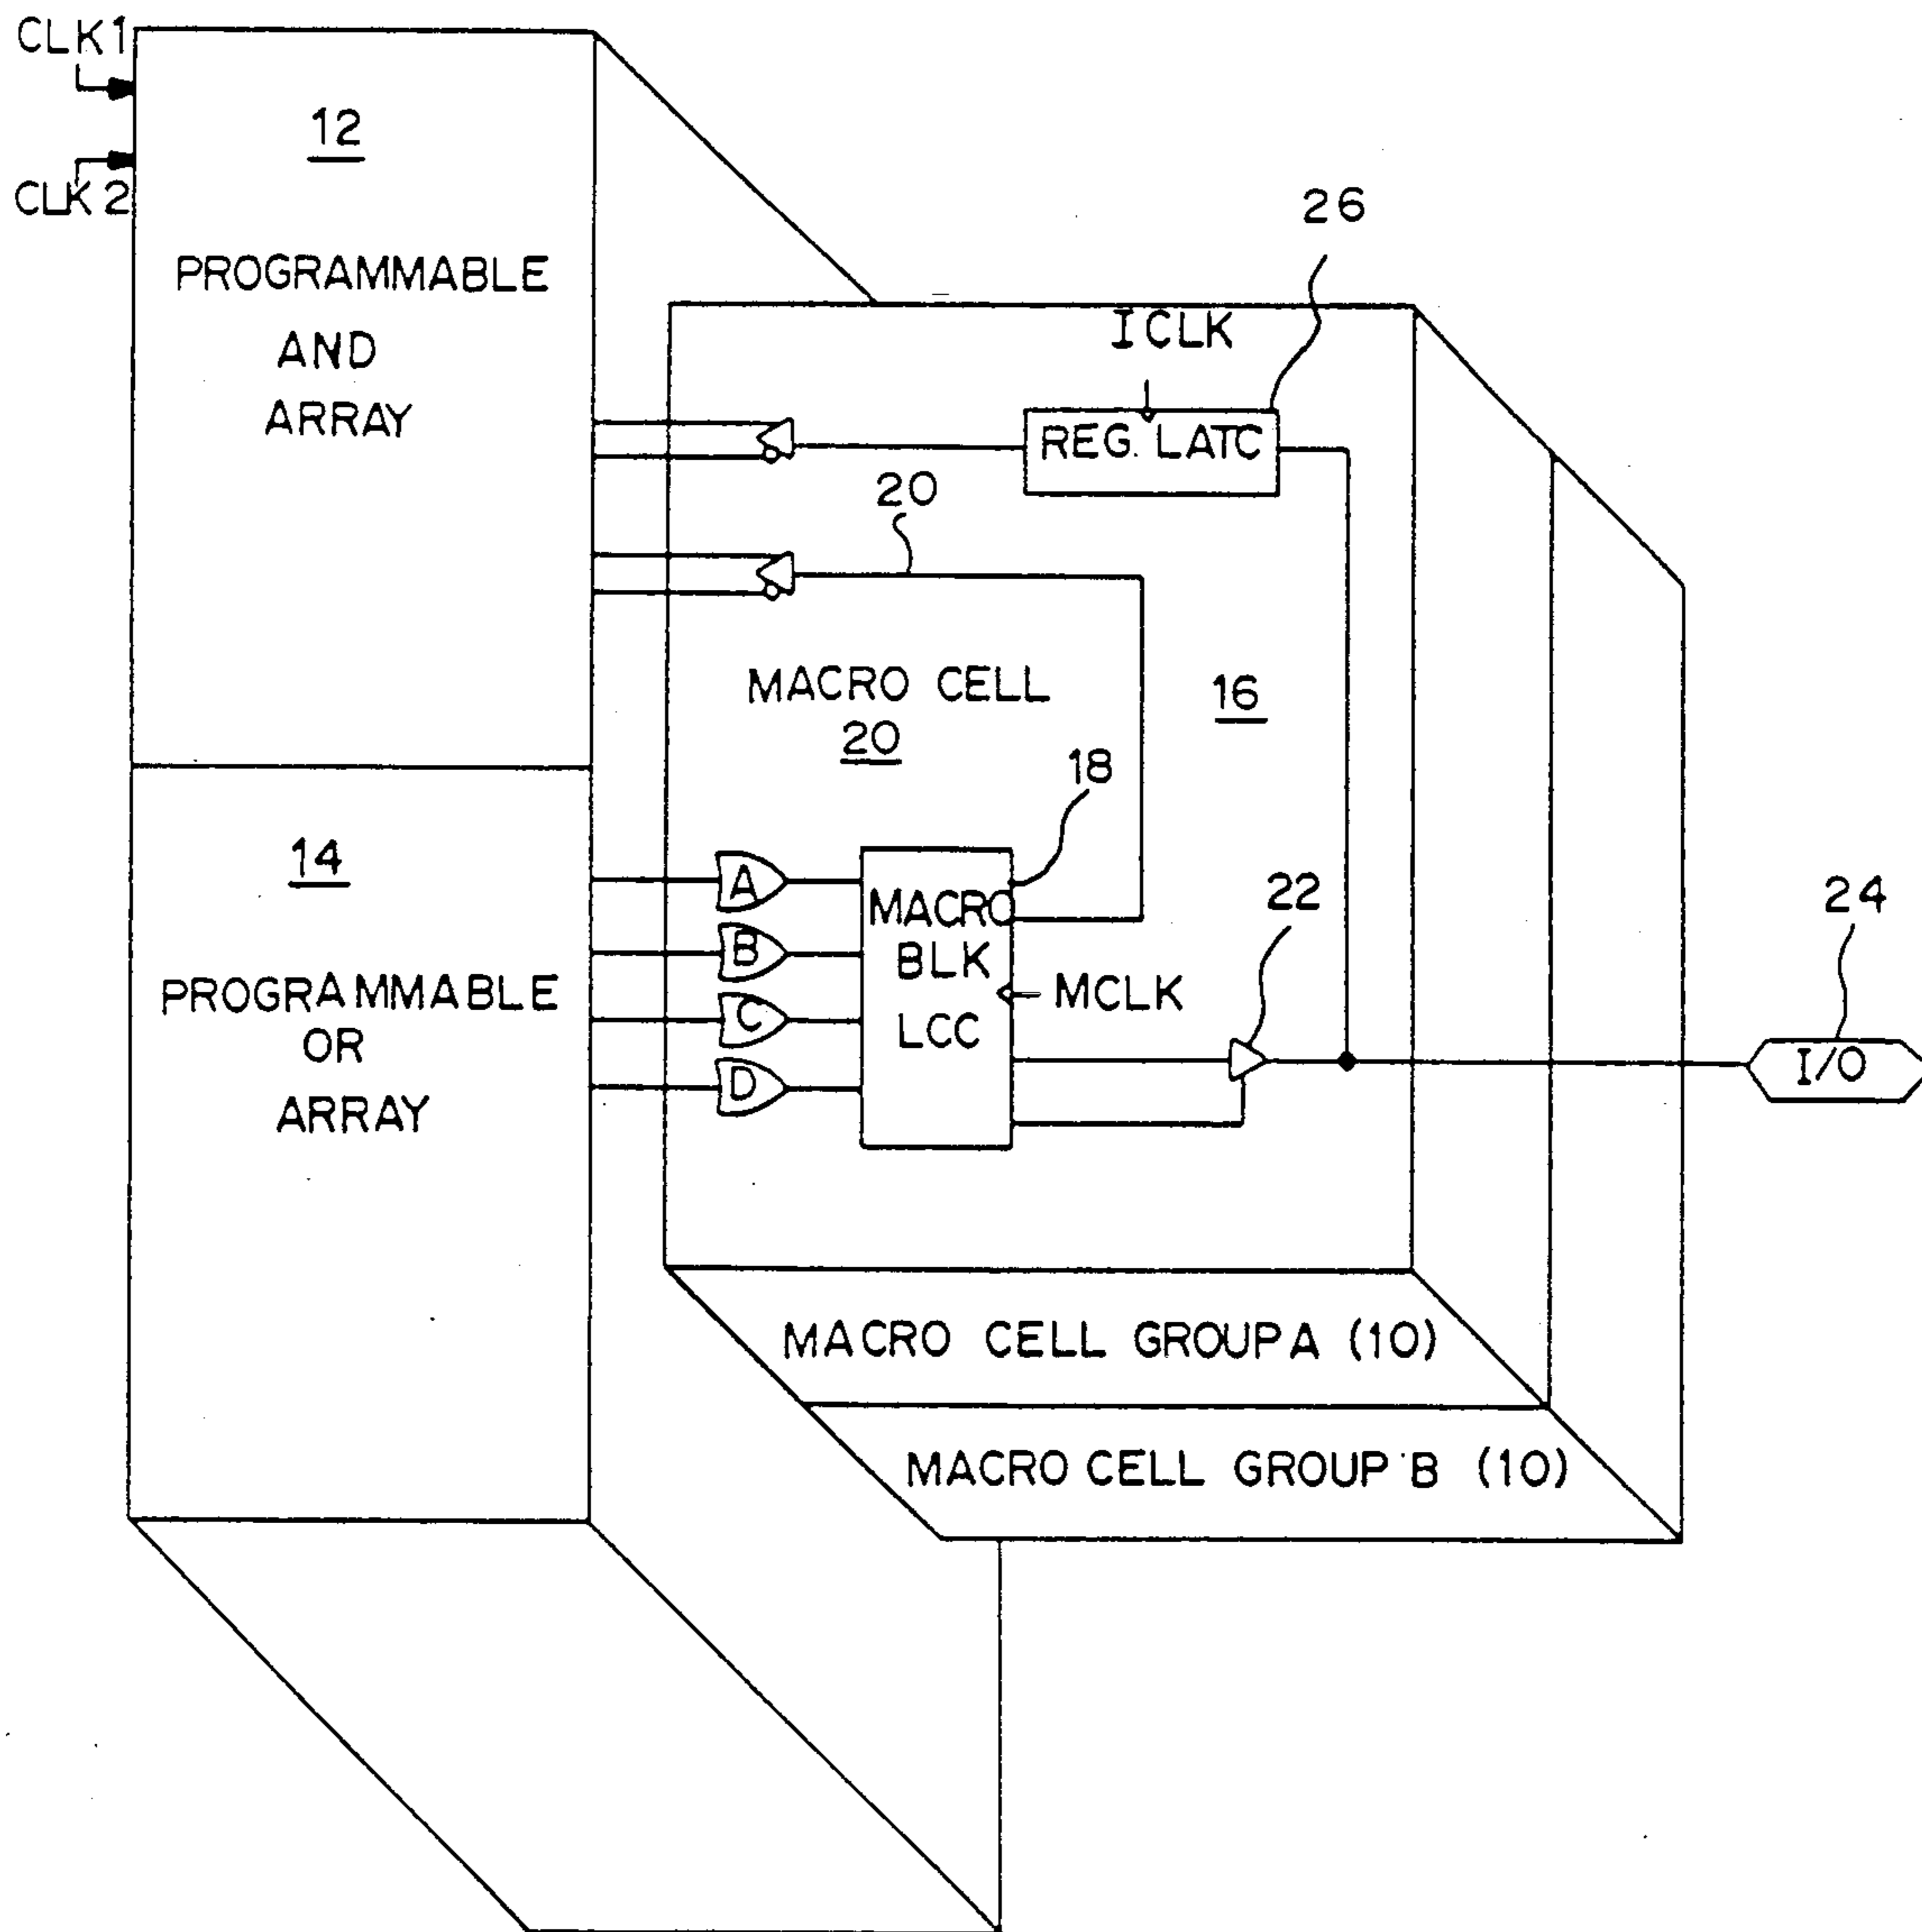 CLK1
CLK2
12
PROGRAMMABLE
AND
ARRAY
14
PROGRAMMABLE
OR
ARRAY
26
ICLK
REG. LATC
20
MACRO CELL
20
16
18
A
B
C
D
MACRO
BLK
LCC
MCLK
22
24
I/O
MACRO CELL GROUP A (10)
MACRO CELL GROUP B (10)